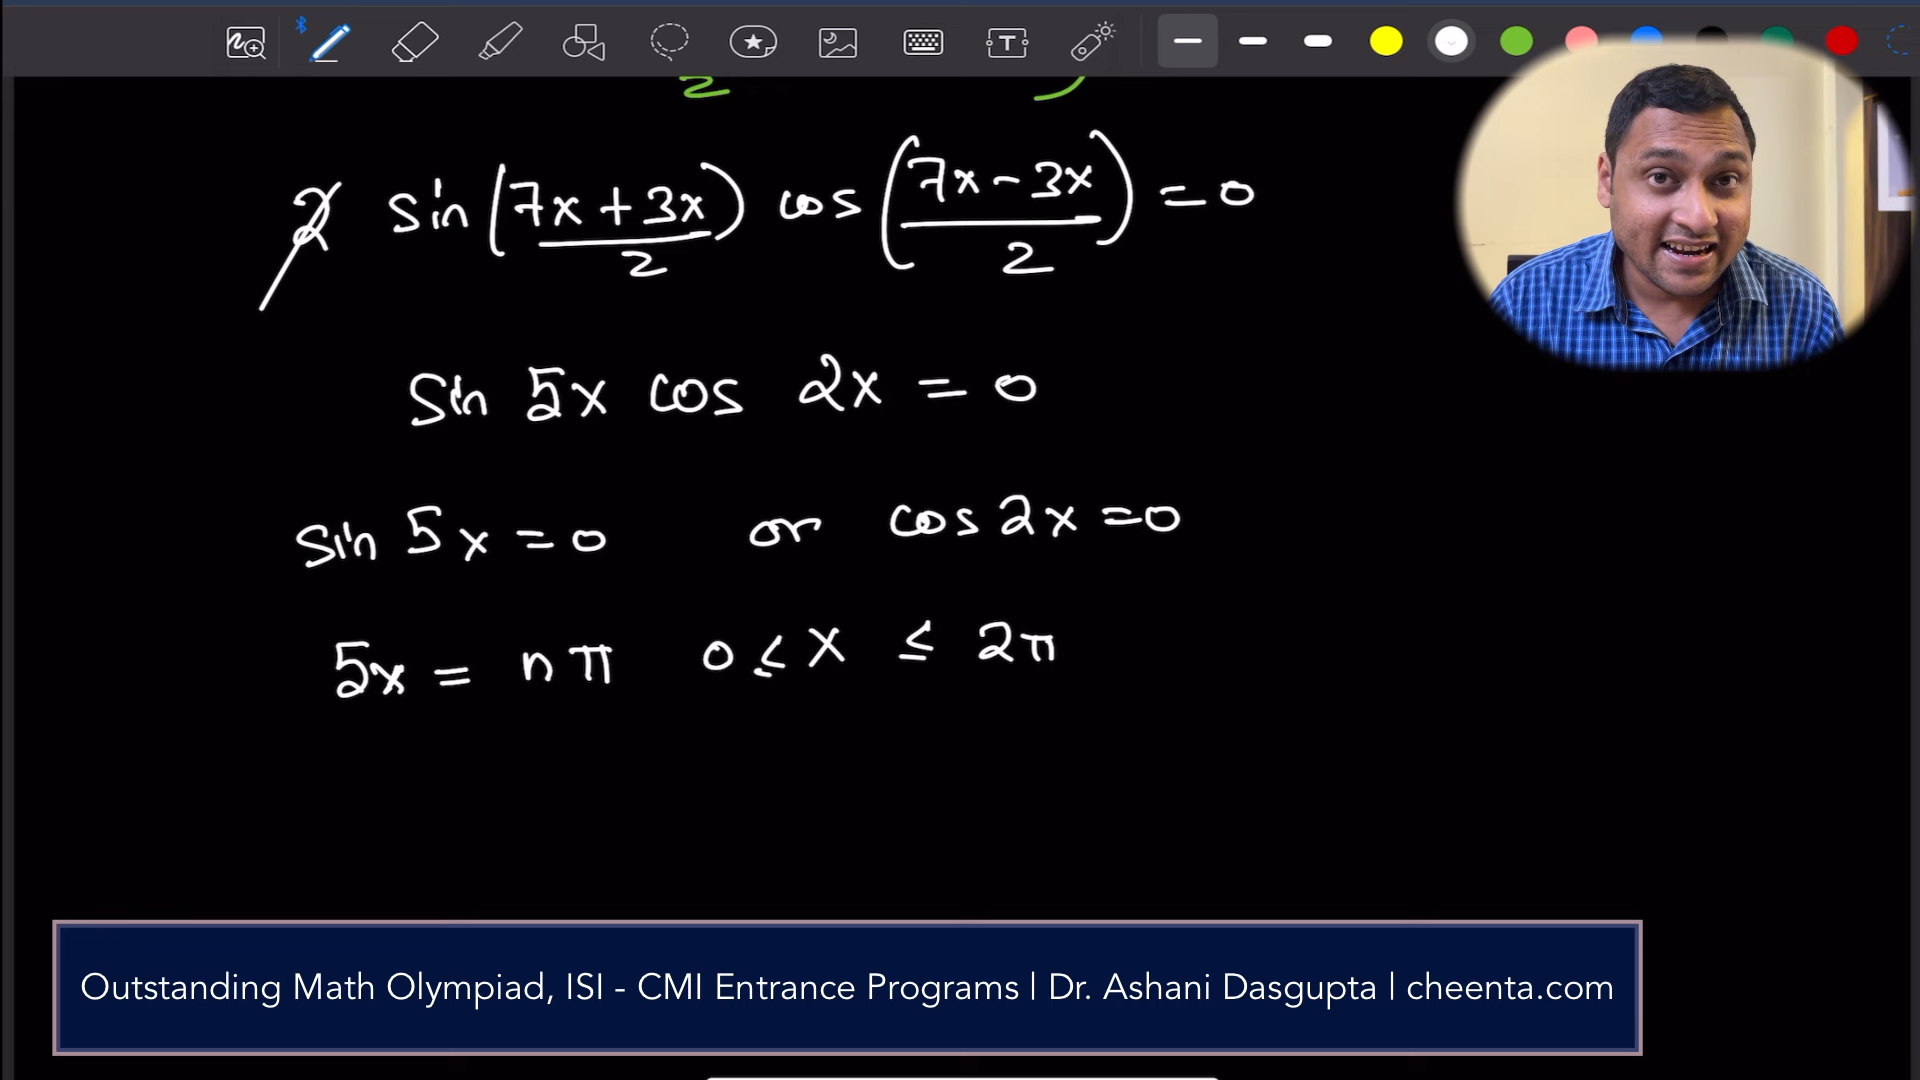 2 sin (7x + 3x / 2) cos (7x - 3x / 2) = 0
Sin 5x cos 2x = 0
Sin 5x = 0 or cos 2x = 0
5x = nπ 0 ≤ x ≤ 2π
Outstanding Math Olympiad, ISI - CMI Entrance Programs | Dr. Ashani Dasgupta | cheenta.com